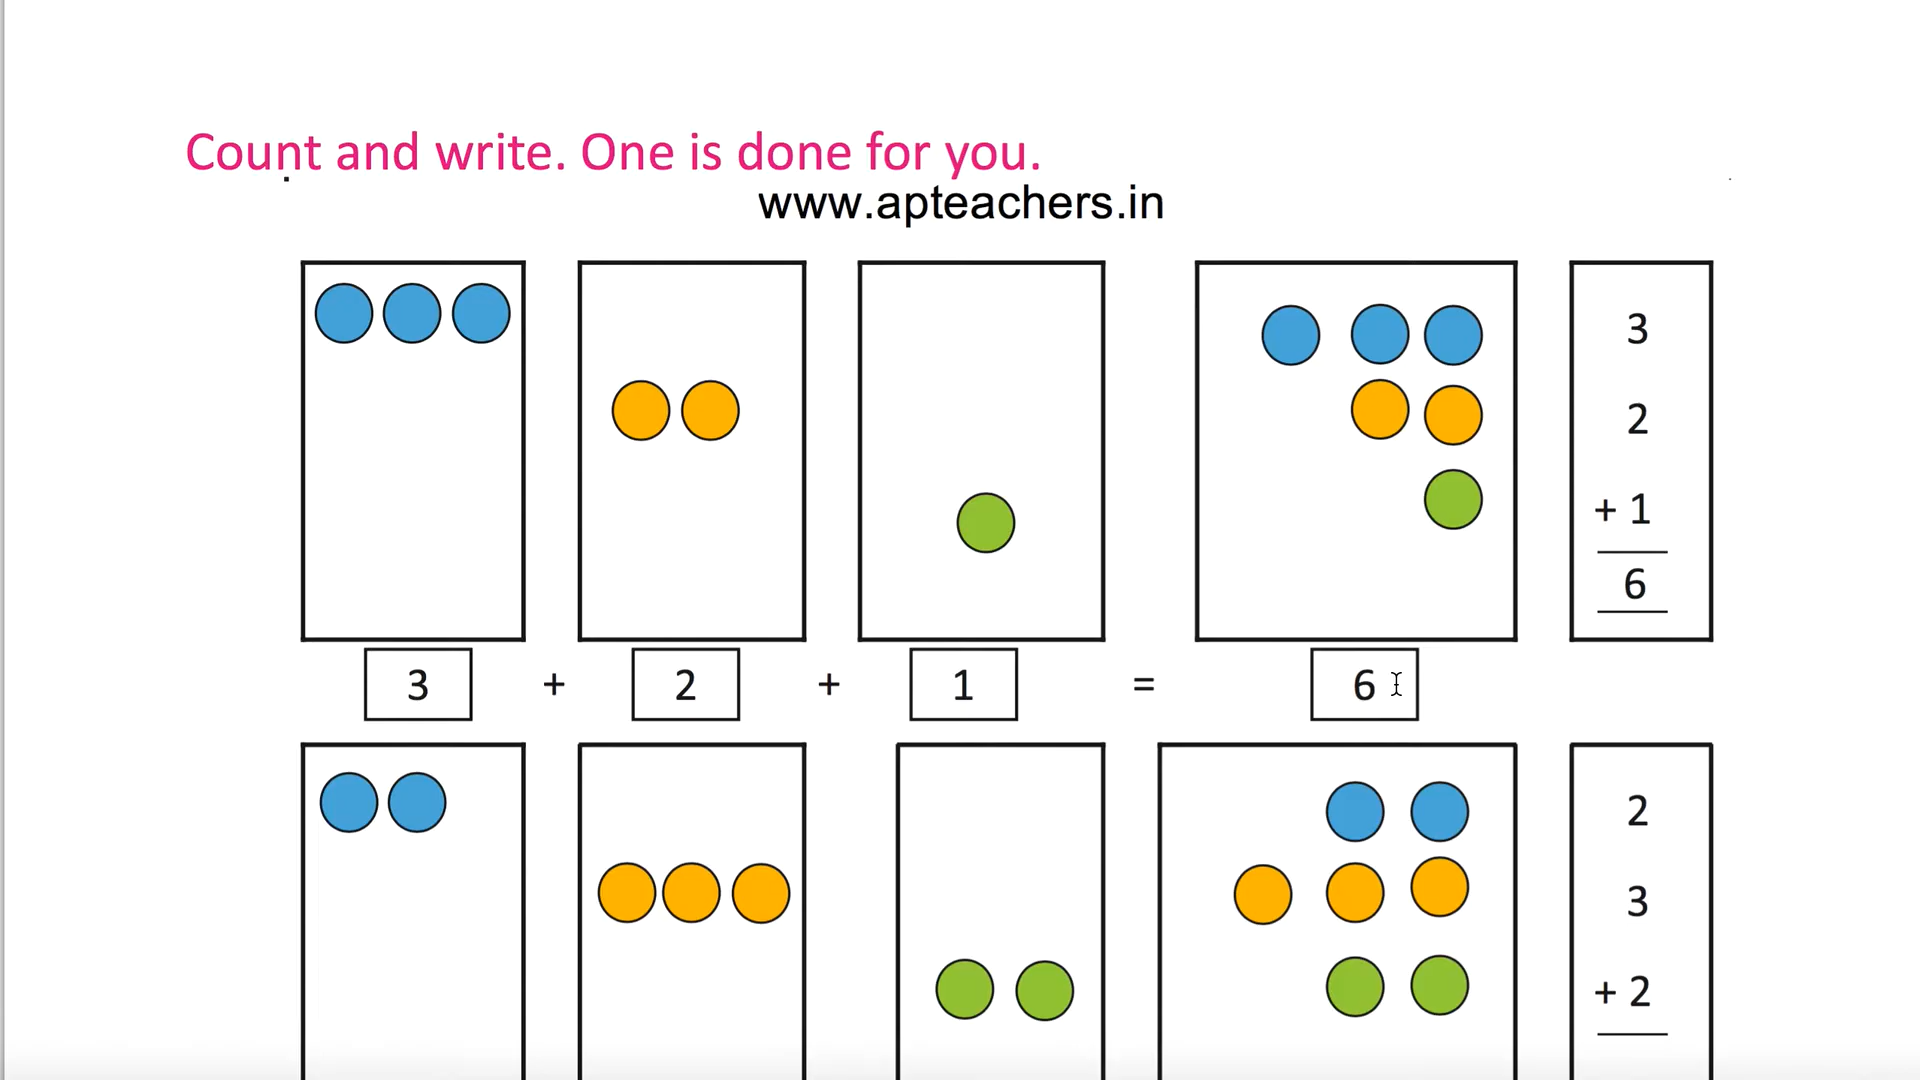 Count and write. One is done for you.
www.apteachers.in
3
2
+ 1
6
3 + 2 + 1 = 6
2
3
+ 2